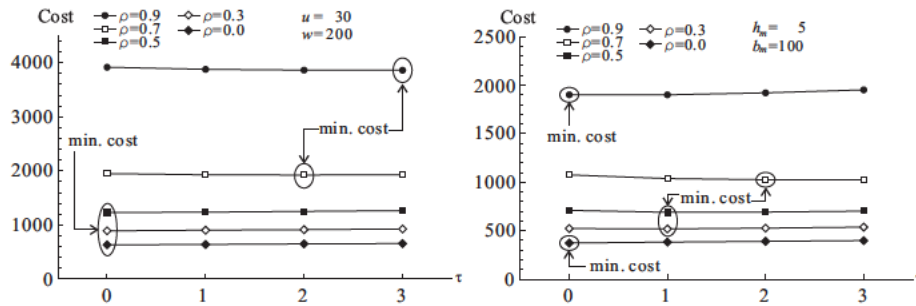 Cost
ρ=0.9 ρ=0.3 u = 30
ρ=0.7 ρ=0.0 w=200
ρ=0.5
4000
3000
min. cost
min. cost
2000
1000
0
0 1 2 3 τ
Cost
2500 ρ=0.9 ρ=0.3 hm = 5
ρ=0.7 ρ=0.0 bm=100
ρ=0.5
2000
min. cost
1500
1000
min. cost
500
min. cost
0
0 1 2 3